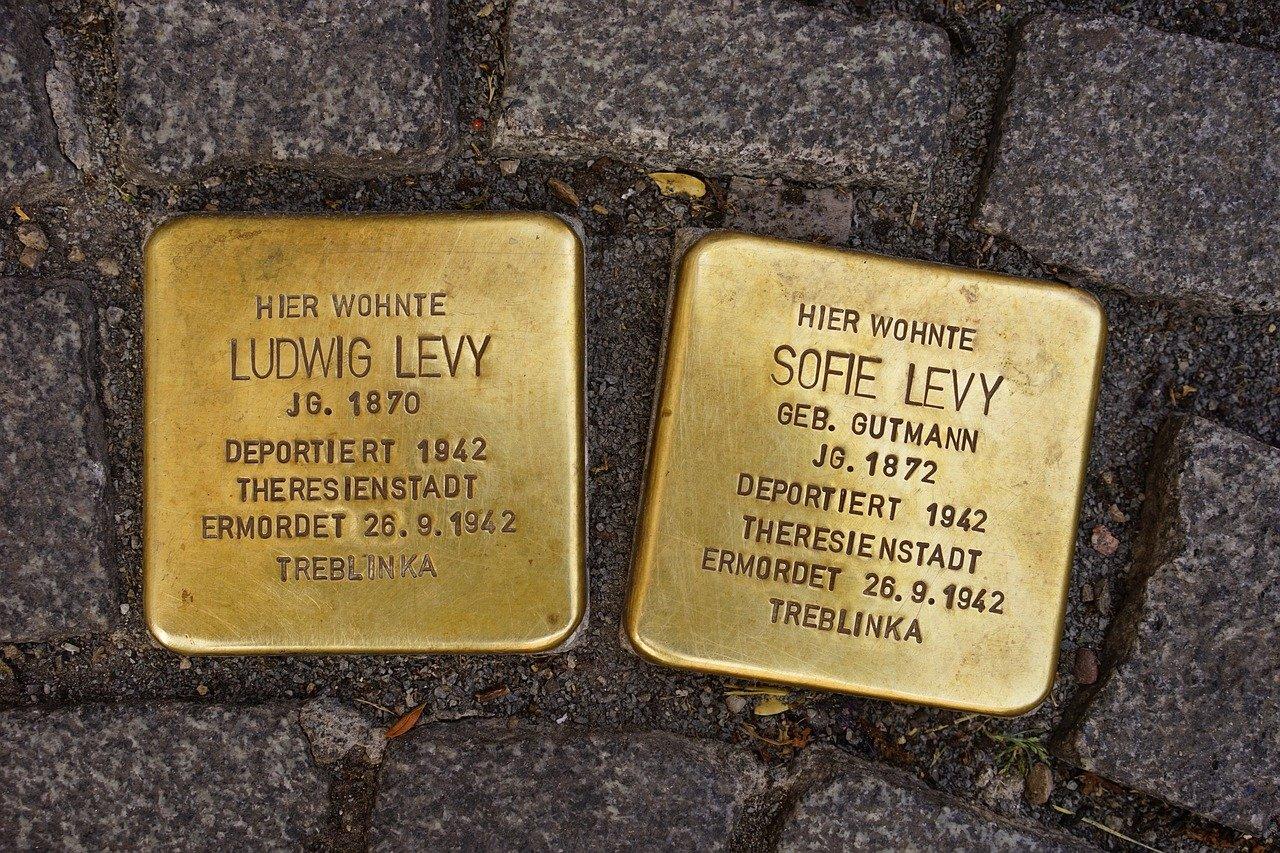 HIER WOHNTE
LUDWIG LEVY
JG. 1870
DEPORTIERT 1942
THERESIENSTADT
ERMORDET 26.9.1942
TREBLINKA
HIER WOHNTE
SOFIE LEVY
GEB. GUTMANN
JG. 1872
DEPORTIERT 1942
THERESIENSTADT
ERMORDET 26.9.1942
TREBLINKA